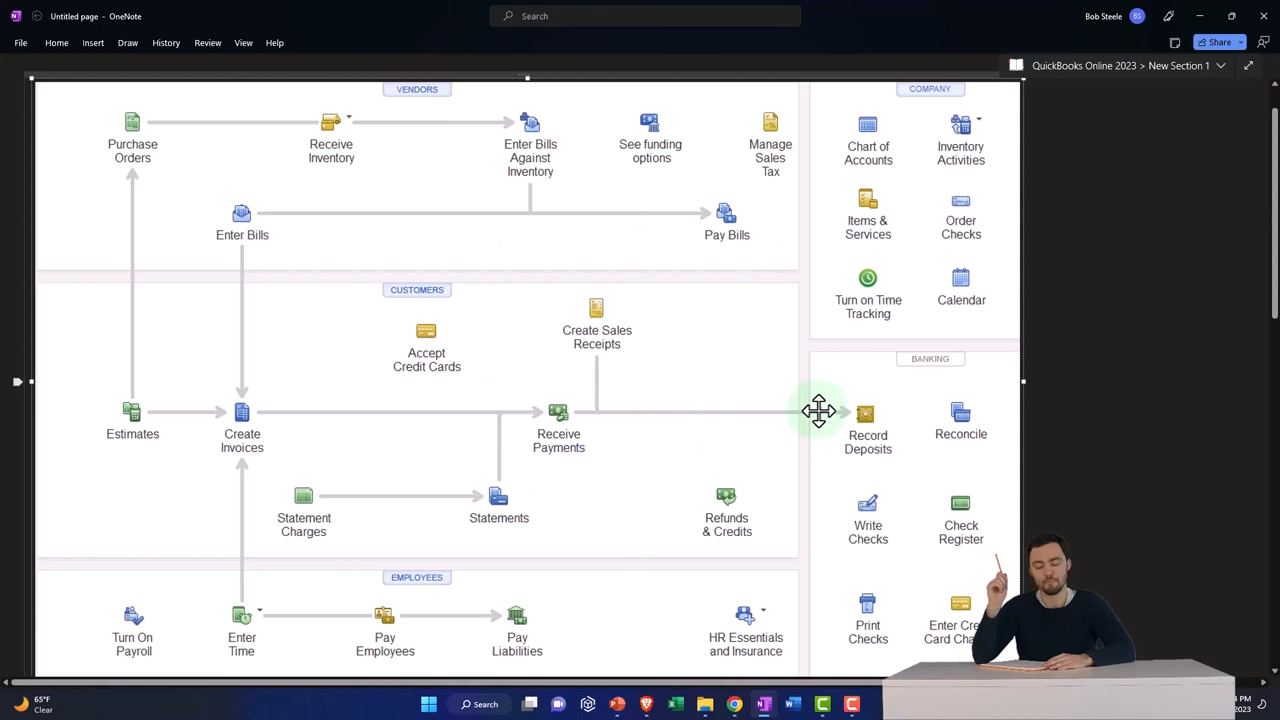 Untitled page - OneNote
Search
Bob Steele
BS
File
Home
Insert
Draw
History
Review
View
Help
Share
QuickBooks Online 2023 > New Section 1
VENDORS
COMPANY
Purchase
Orders
Receive
Inventory
Enter Bills
Against
Inventory
See funding
options
Manage
Sales
Tax
Chart of
Accounts
Inventory
Activities
Enter Bills
Pay Bills
Items &
Services
Order
Checks
Turn on Time
Tracking
Calendar
CUSTOMERS
Accept
Credit Cards
Create Sales
Receipts
BANKING
Estimates
Create
Invoices
Receive
Payments
Record
Deposits
Reconcile
Statement
Charges
Statements
Refunds
& Credits
Write
Checks
Check
Register
EMPLOYEES
Turn On
Payroll
Enter
Time
Pay
Employees
Pay
Liabilities
HR Essentials
and Insurance
Print
Checks
Enter
Card
65°F
Clear
Search